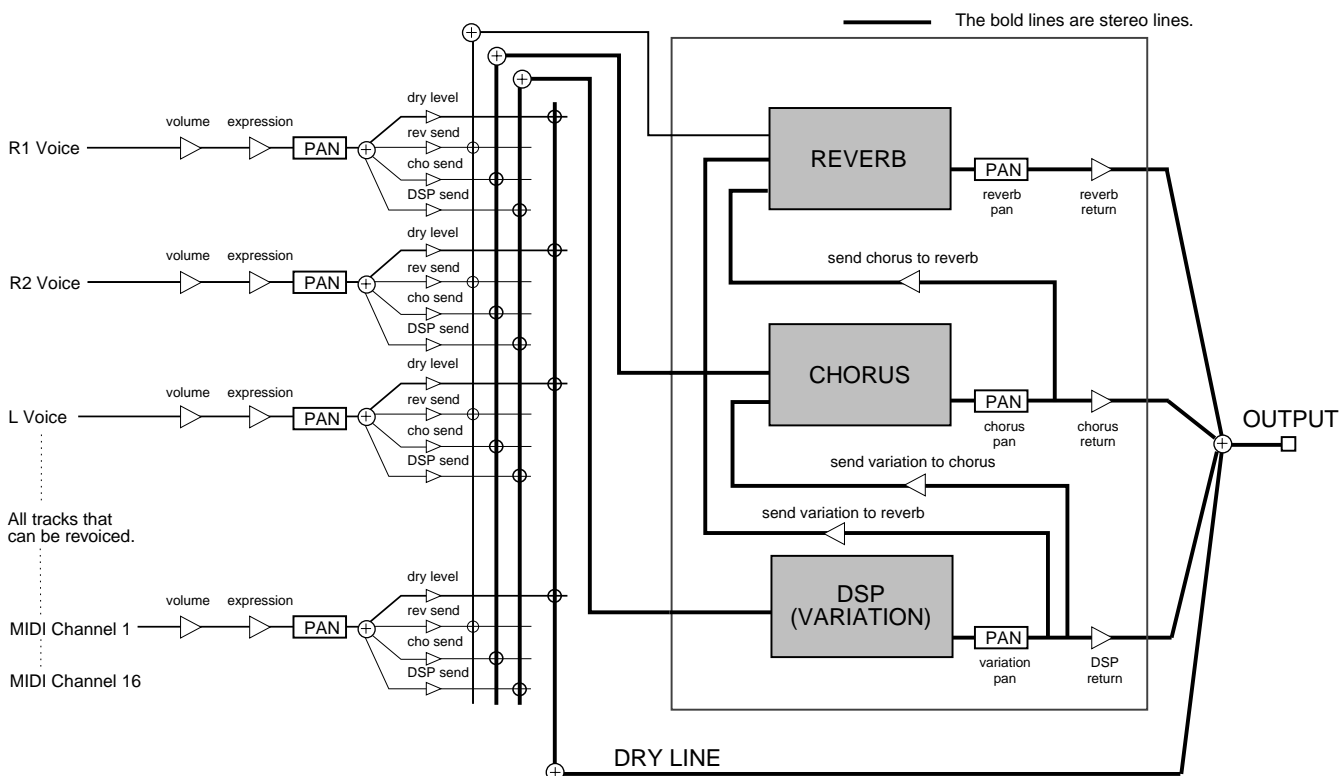 The bold lines are stereo lines.
R1 Voice
volume
expression
PAN
dry level
rev send
cho send
DSP send
R2 Voice
volume
expression
PAN
dry level
rev send
cho send
DSP send
L Voice
volume
expression
PAN
dry level
rev send
cho send
DSP send
All tracks that
can be revoiced.
MIDI Channel 1
volume
expression
PAN
dry level
rev send
cho send
DSP send
MIDI Channel 16
REVERB
PAN
reverb
pan
reverb
return
send chorus to reverb
CHORUS
PAN
chorus
pan
chorus
return
send variation to chorus
send variation to reverb
DSP
(VARIATION)
PAN
variation
pan
DSP
return
OUTPUT
DRY LINE